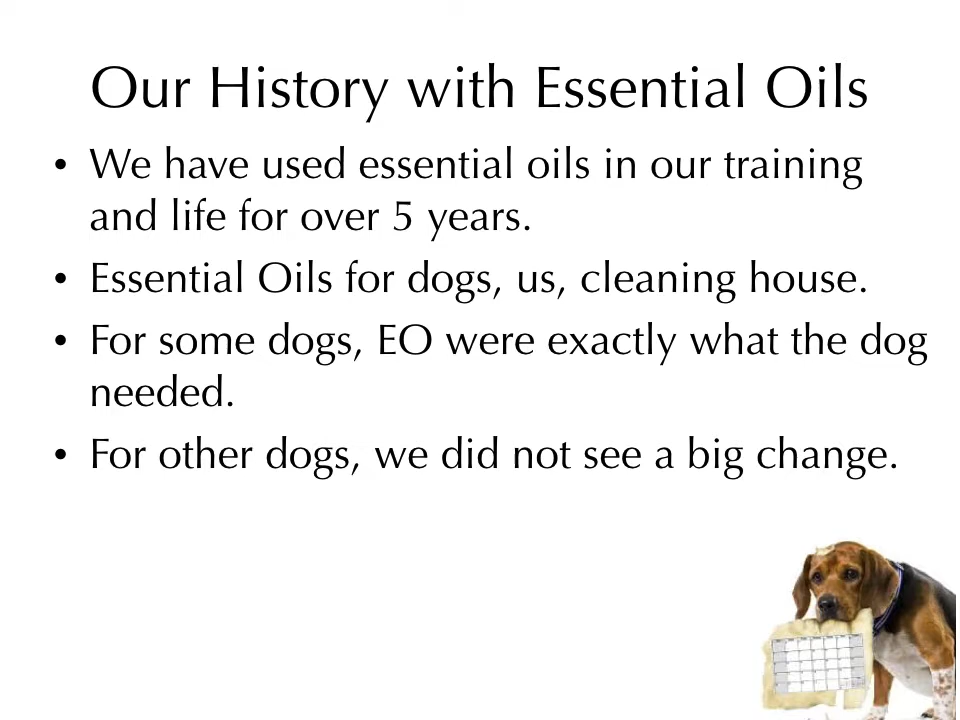 Our History with Essential Oils
• We have used essential oils in our training
and life for over 5 years.
• Essential Oils for dogs, us, cleaning house.
• For some dogs, EO were exactly what the dog
needed.
• For other dogs, we did not see a big change.